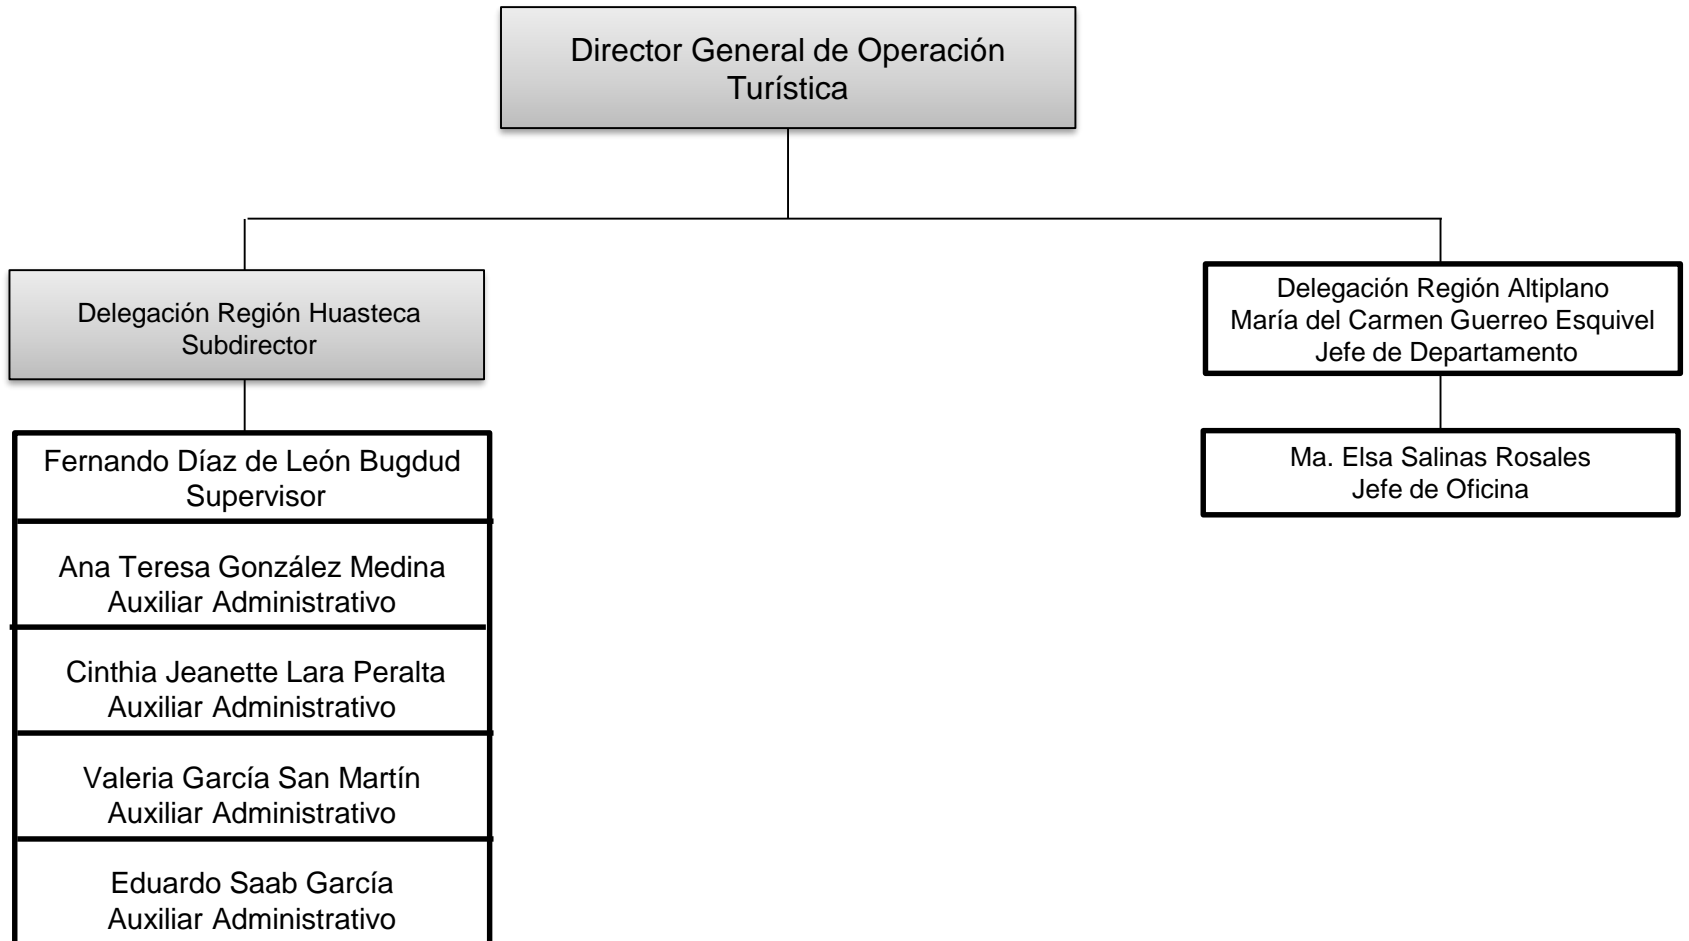 Director General de Operación
Turística
Delegación Región Huasteca
Subdirector
Fernando Díaz de León Bugdud
Supervisor
Ana Teresa González Medina
Auxiliar Administrativo
Cinthia Jeanette Lara Peralta
Auxiliar Administrativo
Valeria García San Martín
Auxiliar Administrativo
Eduardo Saab García
Auxiliar Administrativo
Delegación Región Altiplano
María del Carmen Guerreo Esquivel
Jefe de Departamento
Ma. Elsa Salinas Rosales
Jefe de Oficina